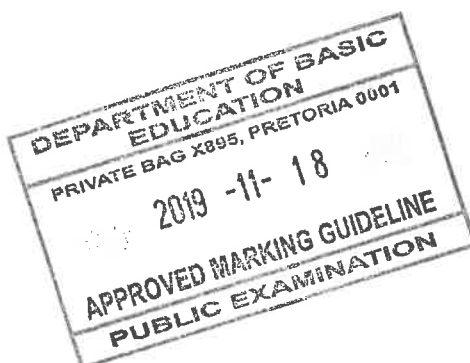 DEPARTMENT OF BASIC
EDUCATION
PRIVATE BAG X895, PRETORIA 0001
2019 -11- 18
APPROVED MARKING GUIDELINE
PUBLIC EXAMINATION